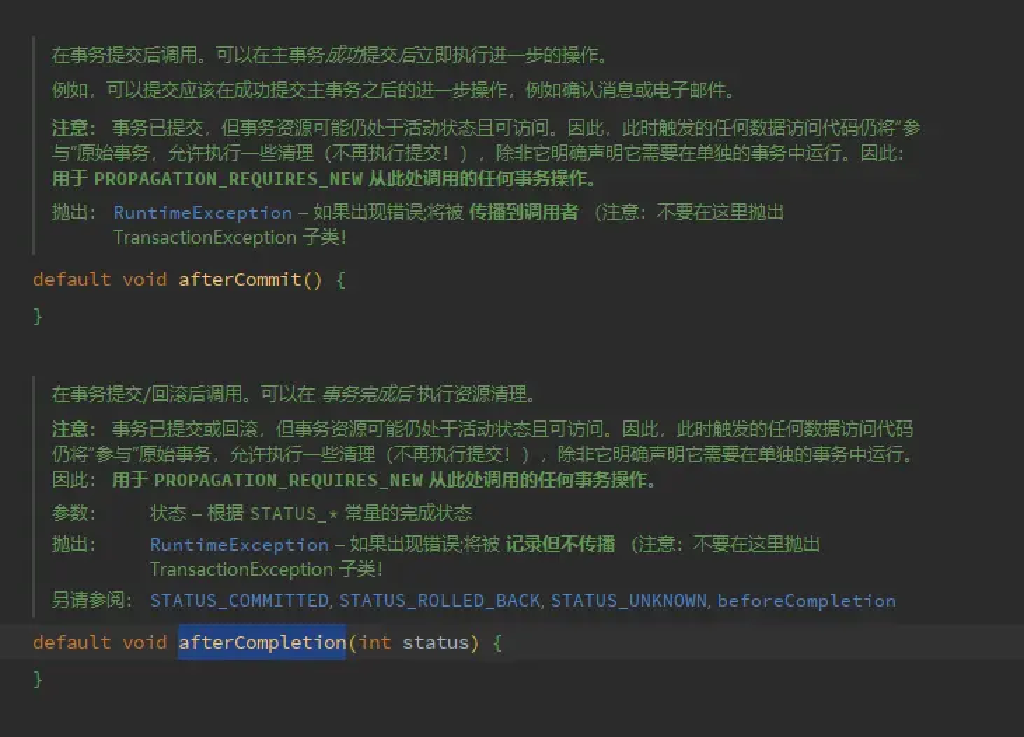 在事务提交后调用。可以在主事务成功提交后立即执行进一步的操作。
例如，可以提交应该在成功提交主事务之后的进一步操作，例如确认消息或电子邮件。
注意： 事务已提交，但事务资源可能仍处于活动状态且可访问。因此，此时触发的任何数据访问代码仍将“参
与”原始事务，允许执行一些清理（不再执行提交！），除非它明确声明它需要在单独的事务中运行。因此：
用于 PROPAGATION_REQUIRES_NEW 从此处调用的任何事务操作。
抛出： RuntimeException – 如果出现错误;将被 传播到调用者 （注意：不要在这里抛出
TransactionException 子类！
default void afterCommit() {
}
在事务提交/回滚后调用。可以在 事务完成后 执行资源清理。
注意： 事务已提交或回滚，但事务资源可能仍处于活动状态且可访问。因此，此时触发的任何数据访问代码
仍将“参与”原始事务，允许执行一些清理（不再执行提交！），除非它明确声明它需要在单独的事务中运行。
因此： 用于 PROPAGATION_REQUIRES_NEW 从此处调用的任何事务操作。
参数： 状态 – 根据 STATUS_* 常量的完成状态
抛出： RuntimeException – 如果出现错误;将被 记录但不传播 （注意：不要在这里抛出
TransactionException 子类！
另请参阅： STATUS_COMMITTED, STATUS_ROLLED_BACK, STATUS_UNKNOWN, beforeCompletion
default void afterCompletion(int status) {
}